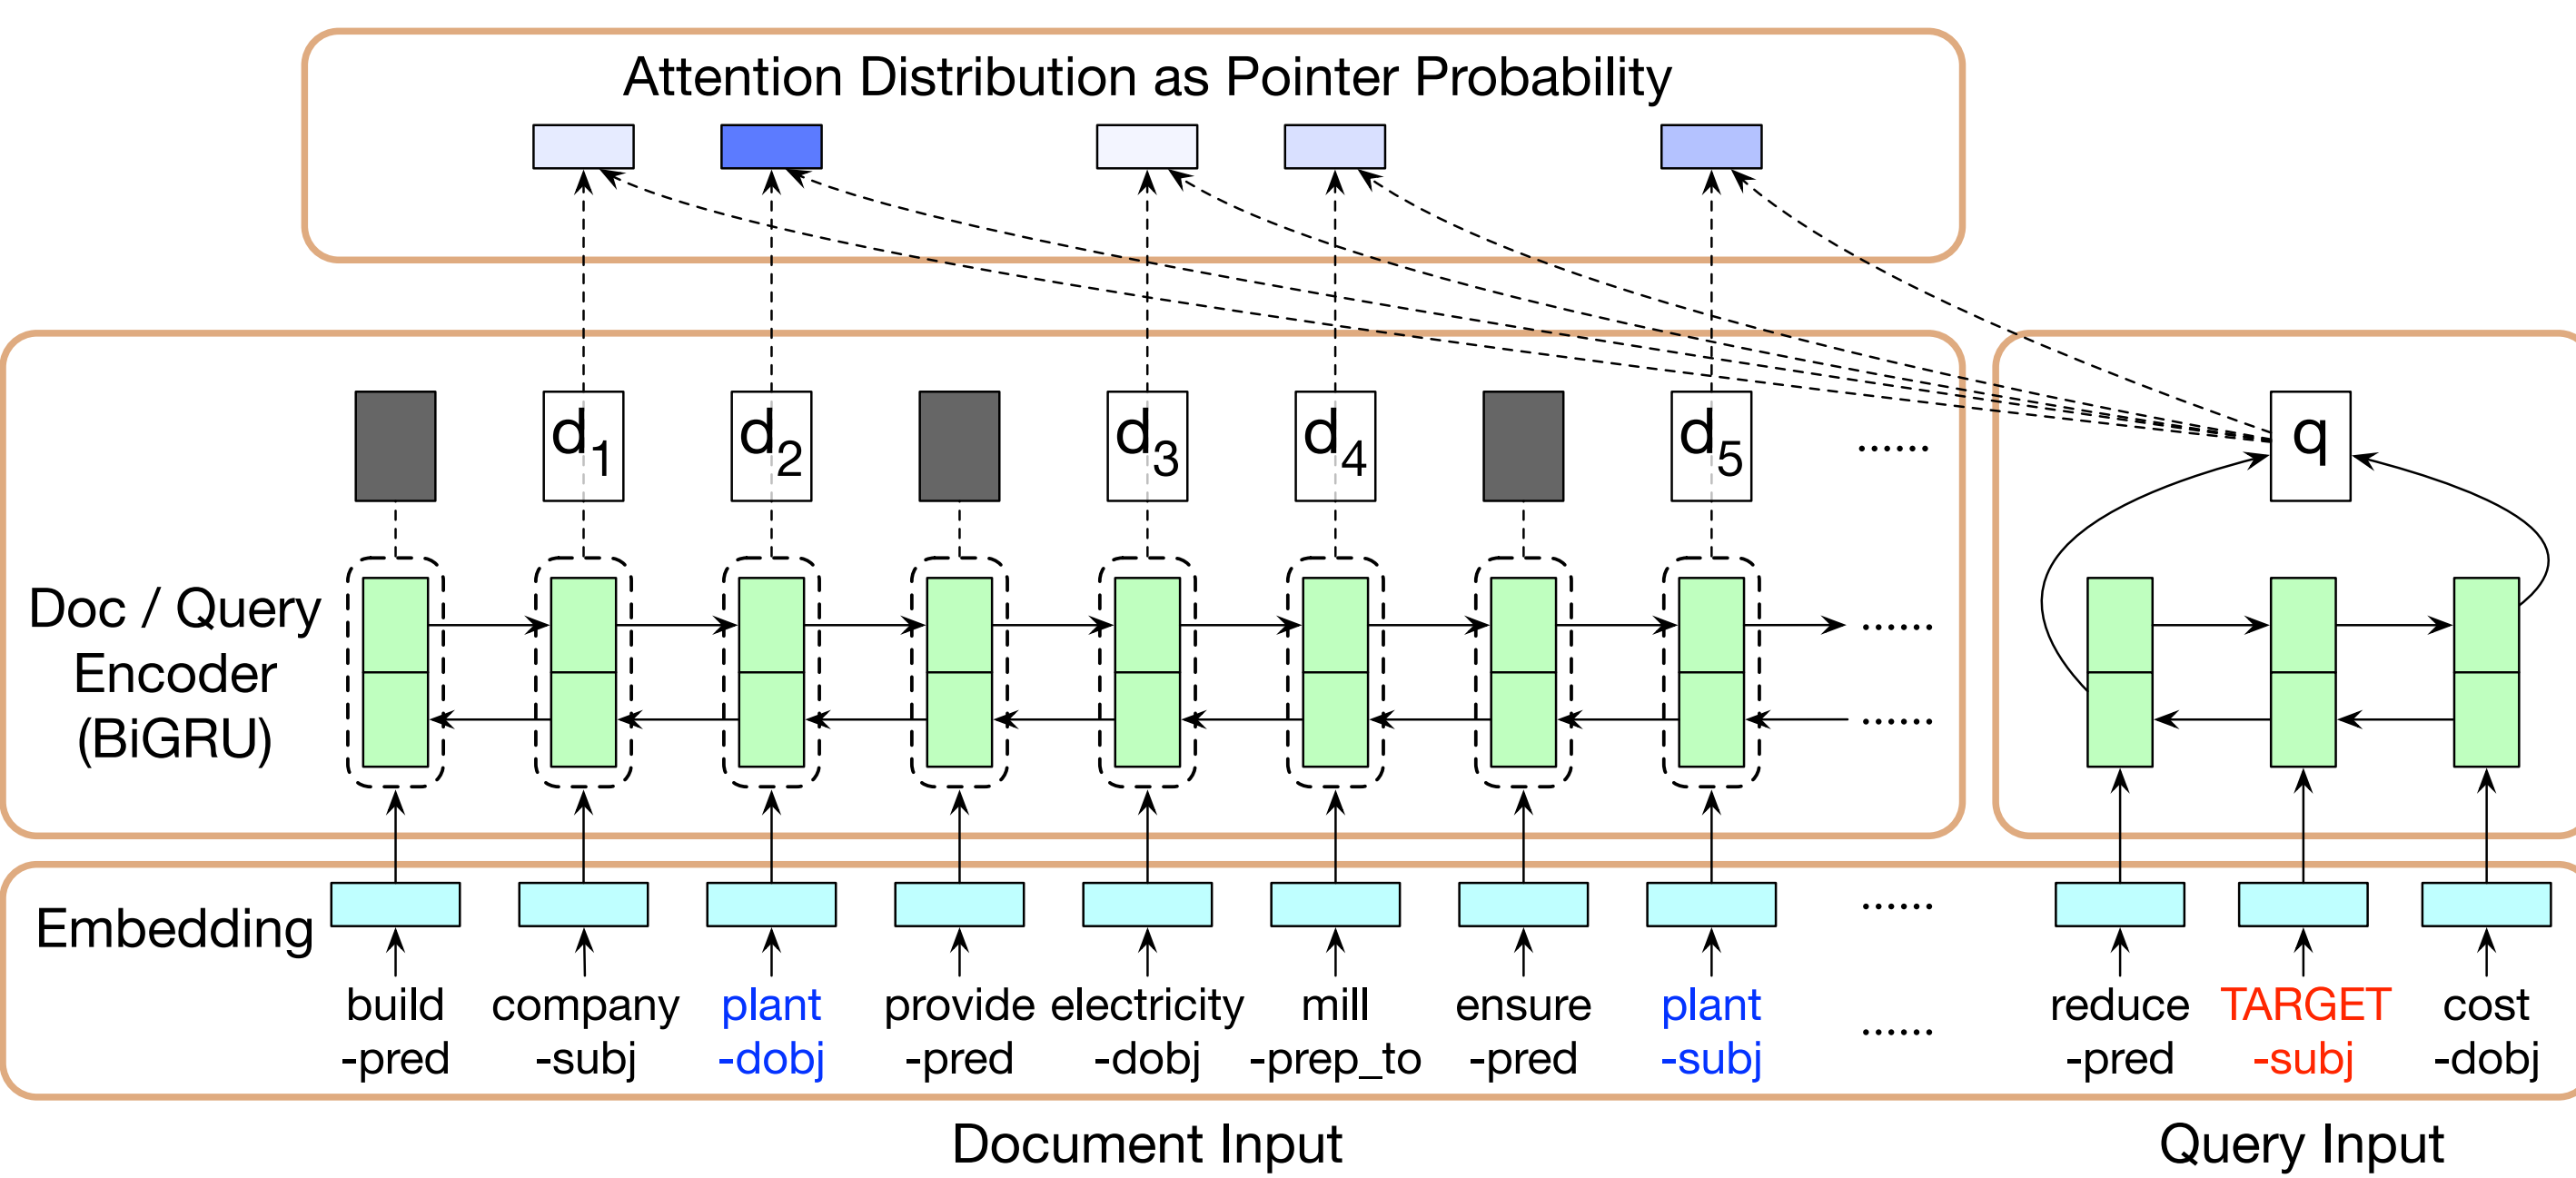 Attention Distribution as Pointer Probability
d1 d2 d3 d4 d5 ...... q
Doc / Query
Encoder
(BiGRU)
......
......
Embedding
......
build company plant provide electricity mill ensure plant reduce TARGET cost
-pred -subj -dobj -pred -dobj -prep_to -pred -subj ...... -pred -subj -dobj
Document Input Query Input